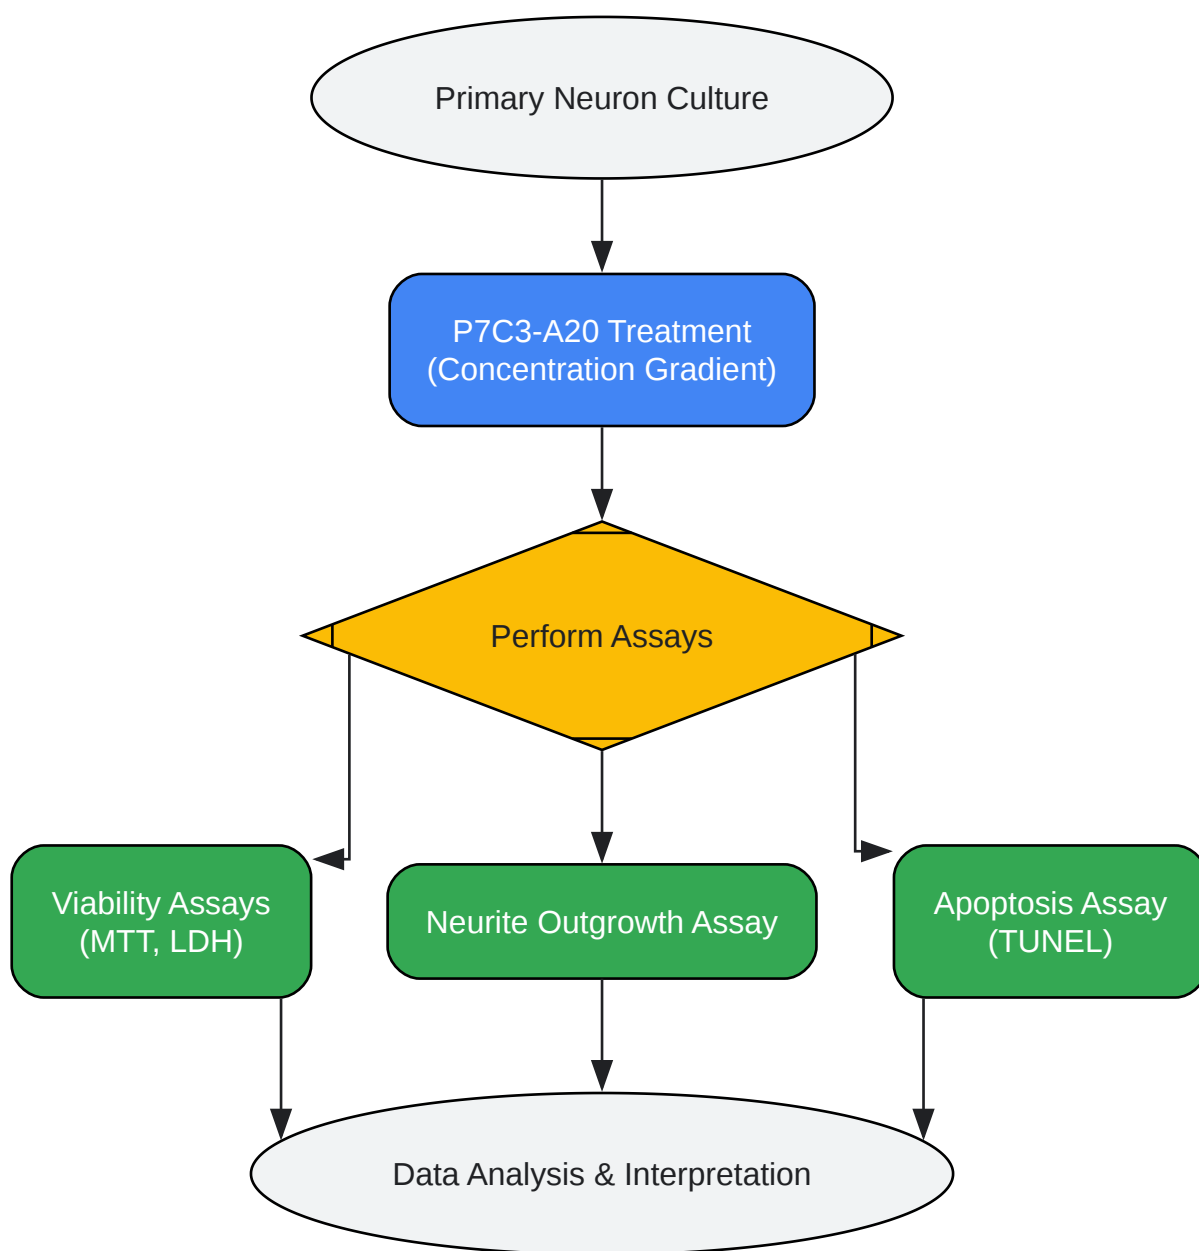 Primary Neuron Culture
P7C3-A20 Treatment
(Concentration Gradient)
Perform Assays
Viability Assays
(MTT, LDH)
Neurite Outgrowth Assay
Apoptosis Assay
(TUNEL)
Data Analysis & Interpretation